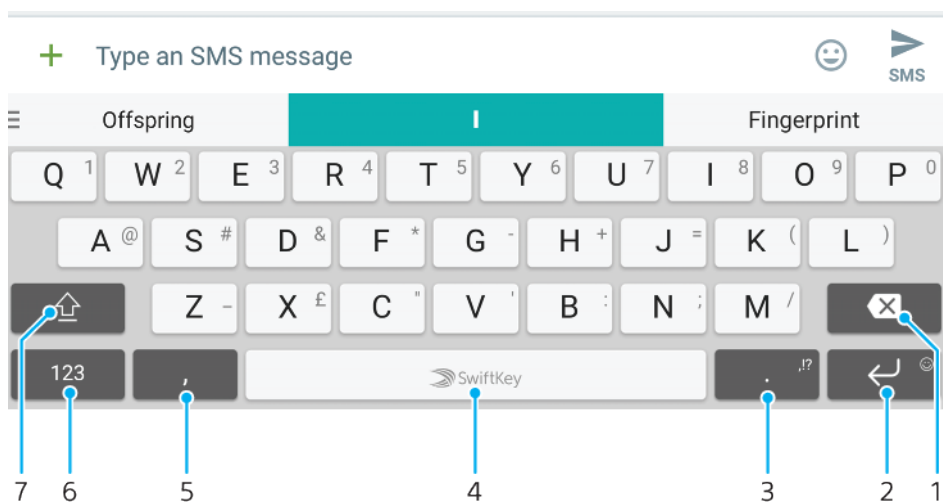 + Type an SMS message
SMS
Offspring I Fingerprint
Q 1 W 2 E 3 R 4 T 5 Y 6 U 7 I 8 O 9 P 0
A @ S # D & F * G - H + J = K ( L )
Z _ X £ C " V ' B : N ; M /
123 , SwiftKey . ,!?
7 6 5 4 3 2 1